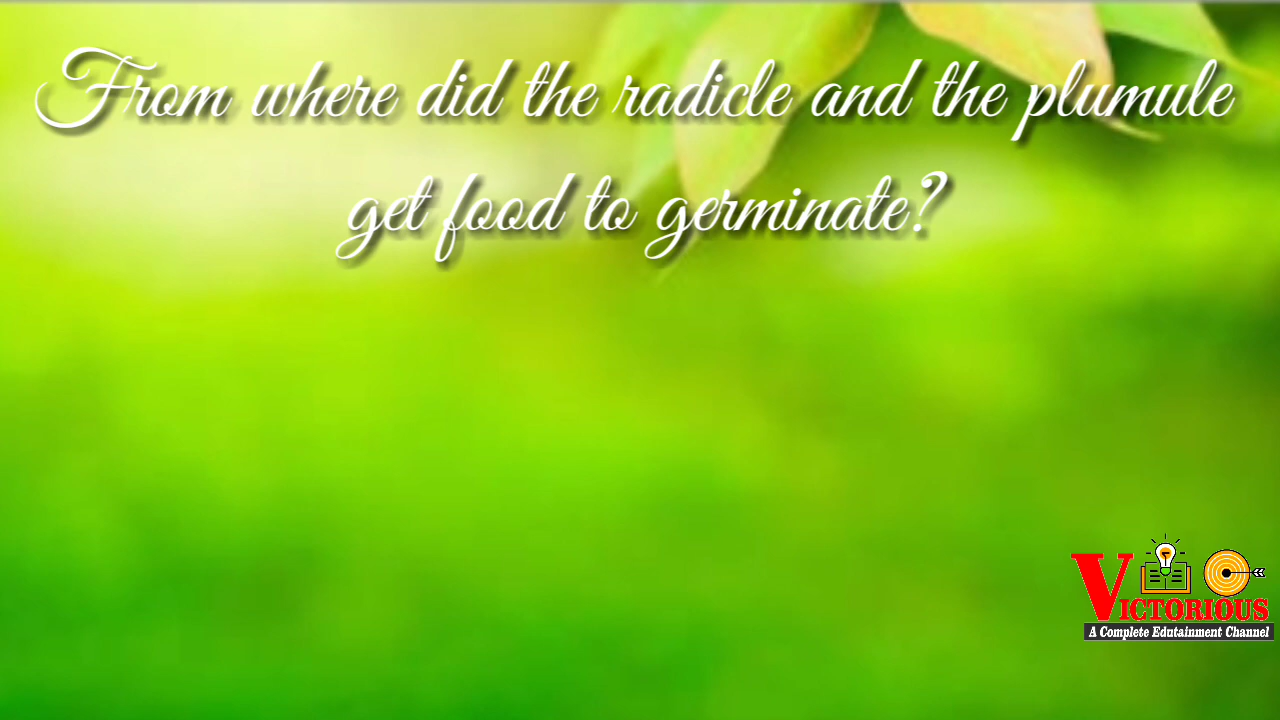 From where did the radicle and the plumule
get food to germinate?
VICTORIOUS
A Complete Edutainment Channel